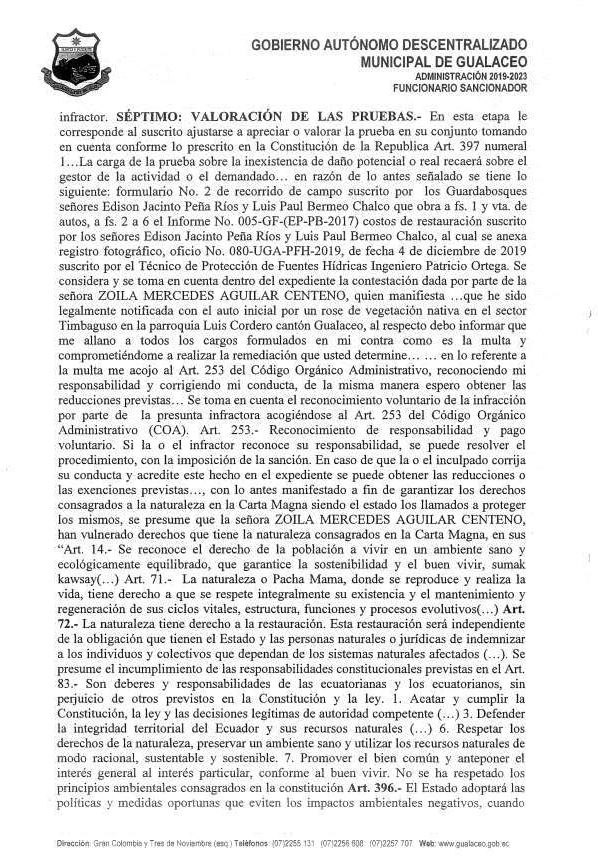 GOBIERNO AUTÓNOMO DESCENTRALIZADO
MUNICIPAL DE GUALACEO
ADMINISTRACIÓN 2019-2023
FUNCIONARIO SANCIONADOR
infractor. SÉPTIMO: VALORACIÓN DE LAS PRUEBAS.- En esta etapa le
corresponde al suscrito ajustarse a apreciar o valorar la prueba en su conjunto tomando
en cuenta conforme lo prescrito en la Constitución de la Republica Art. 397 numeral
1…La carga de la prueba sobre la inexistencia de daño potencial o real recaerá sobre el
gestor de la actividad o el demandado… en razón de lo antes señalado se tiene lo
siguiente: formulario No. 2 de recorrido de campo suscrito por los Guardabosques
señores Edison Jacinto Peña Ríos y Luis Paul Bermeo Chalco que obra a fs. 1 y vta. de
autos, a fs. 2 a 6 el Informe No. 005-GF-(EP-PB-2017) costos de restauración suscrito
por los señores Edison Jacinto Peña Ríos y Luis Paul Bermeo Chalco, al cual se anexa
registro fotográfico, oficio No. 080-UGA-PFH-2019, de fecha 4 de diciembre de 2019
suscrito por el Técnico de Protección de Fuentes Hídricas Ingeniero Patricio Ortega. Se
considera y se toma en cuenta dentro del expediente la contestación dada por parte de la
señora ZOILA MERCEDES AGUILAR CENTENO, quien manifiesta …que he sido
legalmente notificada con el auto inicial por un rose de vegetación nativa en el sector
Timbaguso en la parroquia Luis Cordero cantón Gualaceo, al respecto debo informar que
me allano a todos los cargos formulados en mi contra como es la multa y
comprometiéndome a realizar la remediación que usted determine… … en lo referente a
la multa me acojo al Art. 253 del Código Orgánico Administrativo, reconociendo mi
responsabilidad y corrigiendo mi conducta, de la misma manera espero obtener las
reducciones previstas… Se toma en cuenta el reconocimiento voluntario de la infracción
por parte de la presunta infractora acogiéndose al Art. 253 del Código Orgánico
Administrativo (COA). Art. 253.- Reconocimiento de responsabilidad y pago
voluntario. Si la o el infractor reconoce su responsabilidad, se puede resolver el
procedimiento, con la imposición de la sanción. En caso de que la o el inculpado corrija
su conducta y acredite este hecho en el expediente se puede obtener las reducciones o
las exenciones previstas…, con lo antes manifestado a fin de garantizar los derechos
consagrados a la naturaleza en la Carta Magna siendo el estado los llamados a proteger
los mismos, se presume que la señora ZOILA MERCEDES AGUILAR CENTENO,
han vulnerado derechos que tiene la naturaleza consagrados en la Carta Magna, en sus
“Art. 14.- Se reconoce el derecho de la población a vivir en un ambiente sano y
ecológicamente equilibrado, que garantice la sostenibilidad y el buen vivir, sumak
kawsay(…) Art. 71.- La naturaleza o Pacha Mama, donde se reproduce y realiza la
vida, tiene derecho a que se respete integralmente su existencia y el mantenimiento y
regeneración de sus ciclos vitales, estructura, funciones y procesos evolutivos(…) Art.
72.- La naturaleza tiene derecho a la restauración. Esta restauración será independiente
de la obligación que tienen el Estado y las personas naturales o jurídicas de indemnizar
a los individuos y colectivos que dependan de los sistemas naturales afectados (…). Se
presume el incumplimiento de las responsabilidades constitucionales previstas en el Art.
83.- Son deberes y responsabilidades de las ecuatorianas y los ecuatorianos, sin
perjuicio de otros previstos en la Constitución y la ley. 1. Acatar y cumplir la
Constitución, la ley y las decisiones legítimas de autoridad competente (…) 3. Defender
la integridad territorial del Ecuador y sus recursos naturales (…) 6. Respetar los
derechos de la naturaleza, preservar un ambiente sano y utilizar los recursos naturales de
modo racional, sustentable y sostenible. 7. Promover el bien común y anteponer el
interés general al interés particular, conforme al buen vivir. No se ha respetado los
principios ambientales consagrados en la constitución Art. 396.- El Estado adoptará las
políticas y medidas oportunas que eviten los impactos ambientales negativos, cuando
Dirección: Gran Colombia y Tres de Noviembre (esq.) Teléfonos (07)2255 131 (07)2256 608 (07)2257 707 Web: www.gualaceo.gob.ec